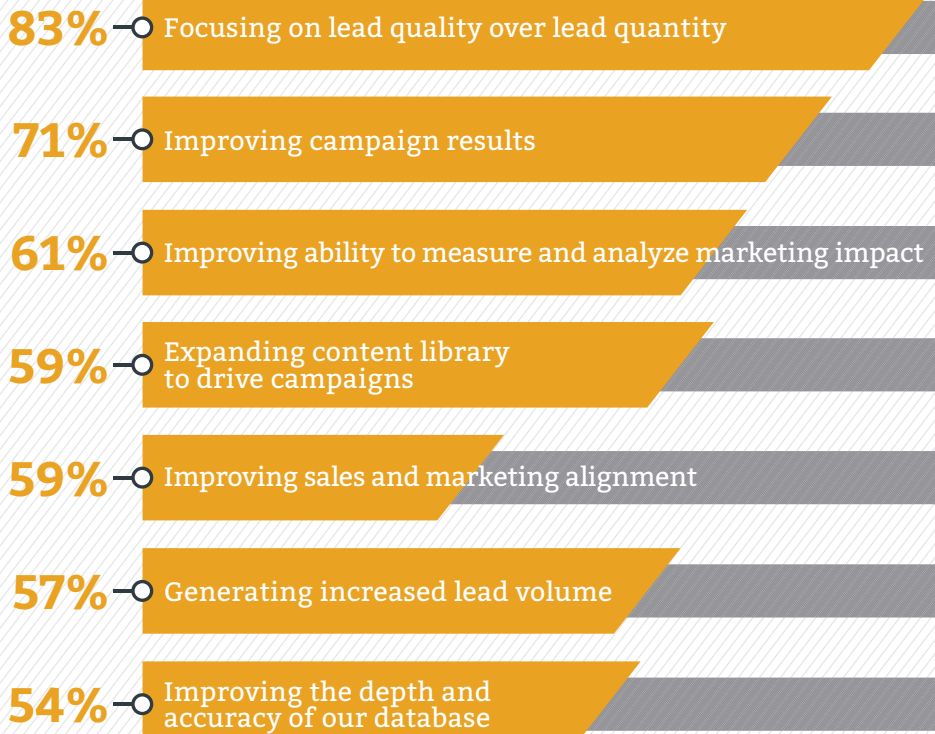 83% Focusing on lead quality over lead quantity
71% Improving campaign results
61% Improving ability to measure and analyze marketing impact
59% Expanding content library
to drive campaigns
59% Improving sales and marketing alignment
57% Generating increased lead volume
54% Improving the depth and
accuracy of our database